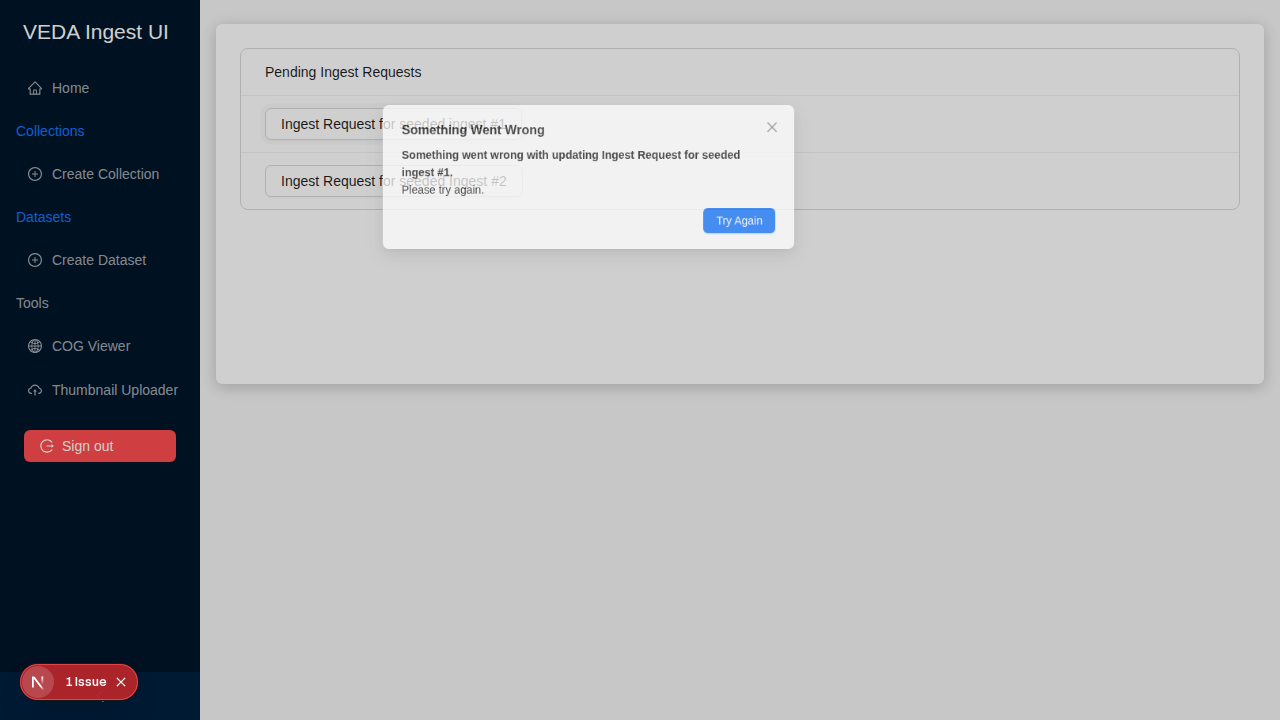 VEDA Ingest UI
Home
Collections
Create Collection
Datasets
Create Dataset
Tools
COG Viewer
Thumbnail Uploader
Sign out
1 Issue
Pending Ingest Requests
Ingest Request for seeded ingest #1
Ingest Request for seeded Ingest #2
Something Went Wrong
Something went wrong with updating Ingest Request for seeded
ingest #1.
Please try again.
Try Again